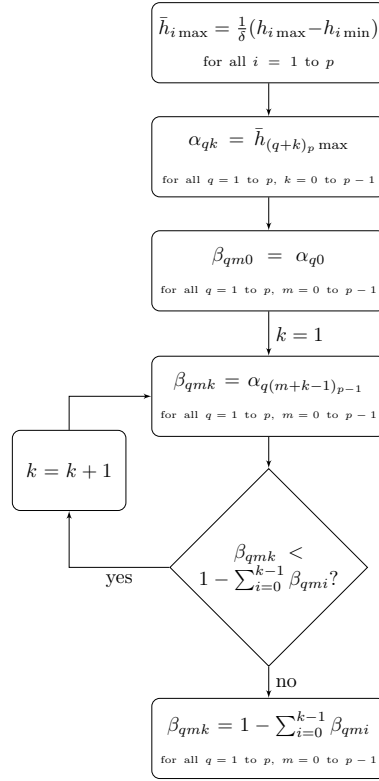 h̄_{i max} = 1/δ̄ (h_{i max} − h_{i min})
for all i = 1 to p
α_{qk} = h̄_{(q+k)_p max}
for all q = 1 to p, k = 0 to p − 1
β_{qm0} = α_{q0}
for all q = 1 to p, m = 0 to p − 1
k = 1
β_{qmk} = α_{q(m+k−1)_{p−1}}
for all q = 1 to p, m = 0 to p − 1
k = k + 1
β_{qmk} <
1 − ∑_{i=0}^{k−1} β_{qmi}?
yes
no
β_{qmk} = 1 − ∑_{i=0}^{k−1} β_{qmi}
for all q = 1 to p, m = 0 to p − 1